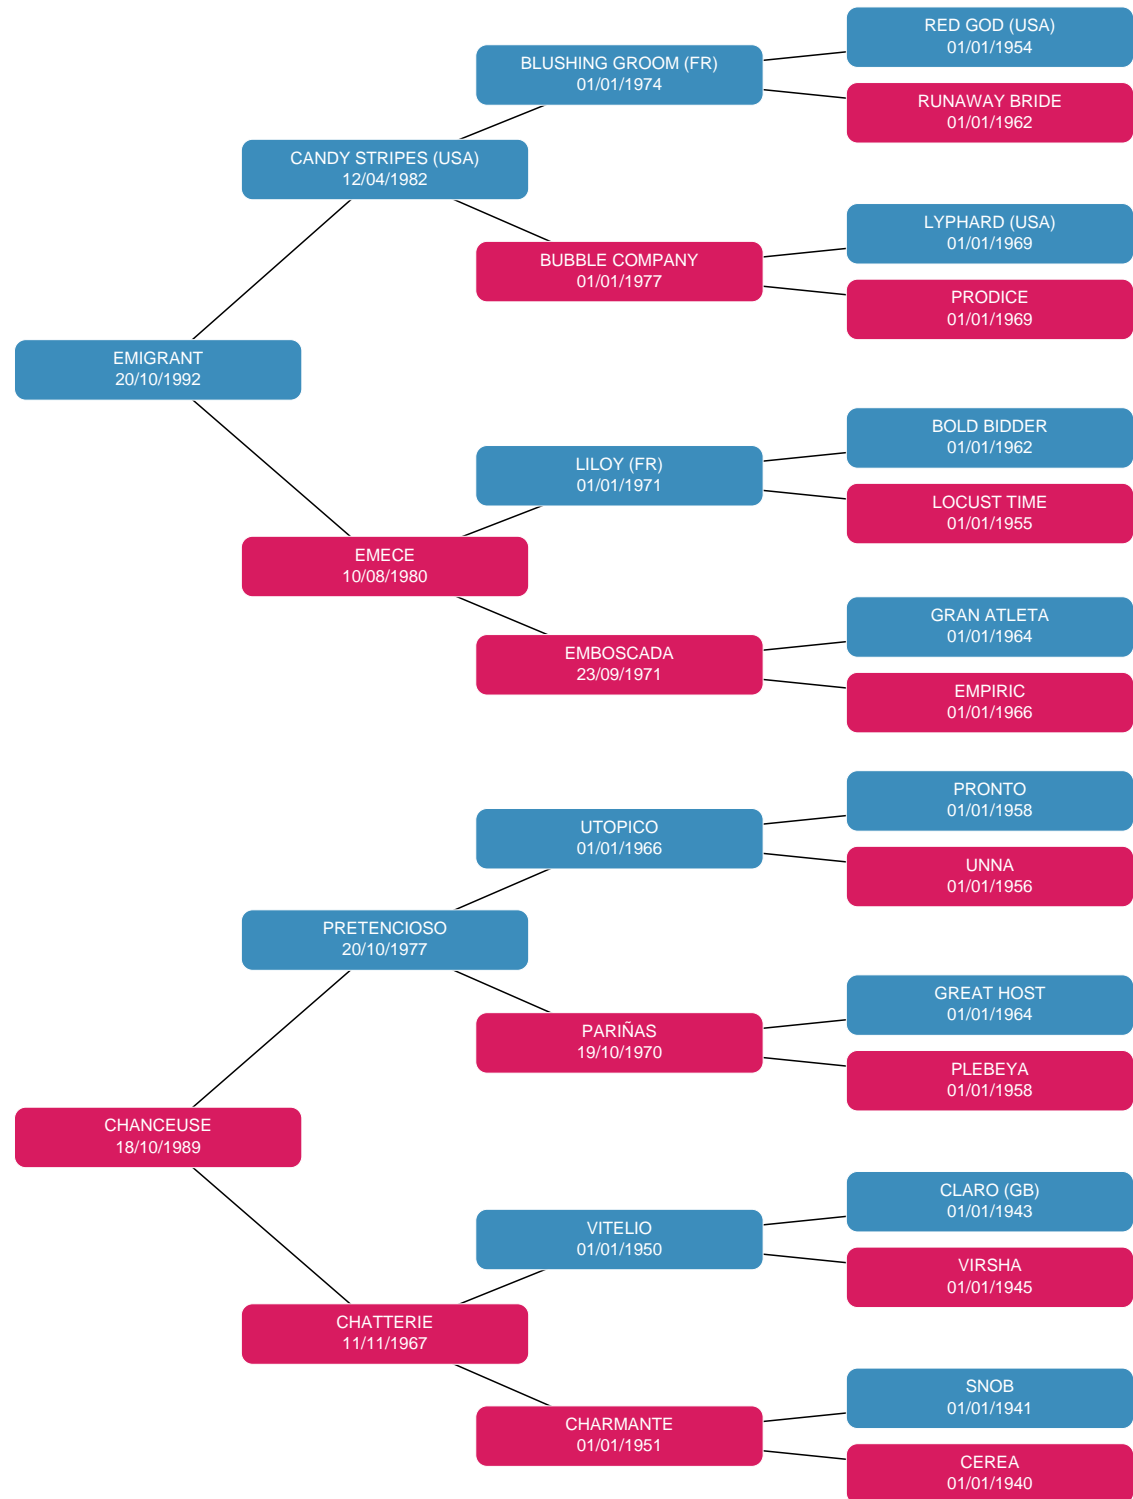 RED GOD (USA)
01/01/1954
BLUSHING GROOM (FR)
01/01/1974
RUNAWAY BRIDE
01/01/1962
CANDY STRIPES (USA)
12/04/1982
LYPHARD (USA)
01/01/1969
BUBBLE COMPANY
01/01/1977
PRODICE
01/01/1969
EMIGRANT
20/10/1992
BOLD BIDDER
01/01/1962
LILOY (FR)
01/01/1971
LOCUST TIME
01/01/1955
EMECE
10/08/1980
GRAN ATLETA
01/01/1964
EMBOSCADA
23/09/1971
EMPIRIC
01/01/1966
PRONTO
01/01/1958
UTOPICO
01/01/1966
UNNA
01/01/1956
PRETENCIOSO
20/10/1977
GREAT HOST
01/01/1964
PARIÑAS
19/10/1970
PLEBEYA
01/01/1958
CHANCEUSE
18/10/1989
CLARO (GB)
01/01/1943
VITELIO
01/01/1950
VIRSHA
01/01/1945
CHATTERIE
11/11/1967
SNOB
01/01/1941
CHARMANTE
01/01/1951
CEREA
01/01/1940